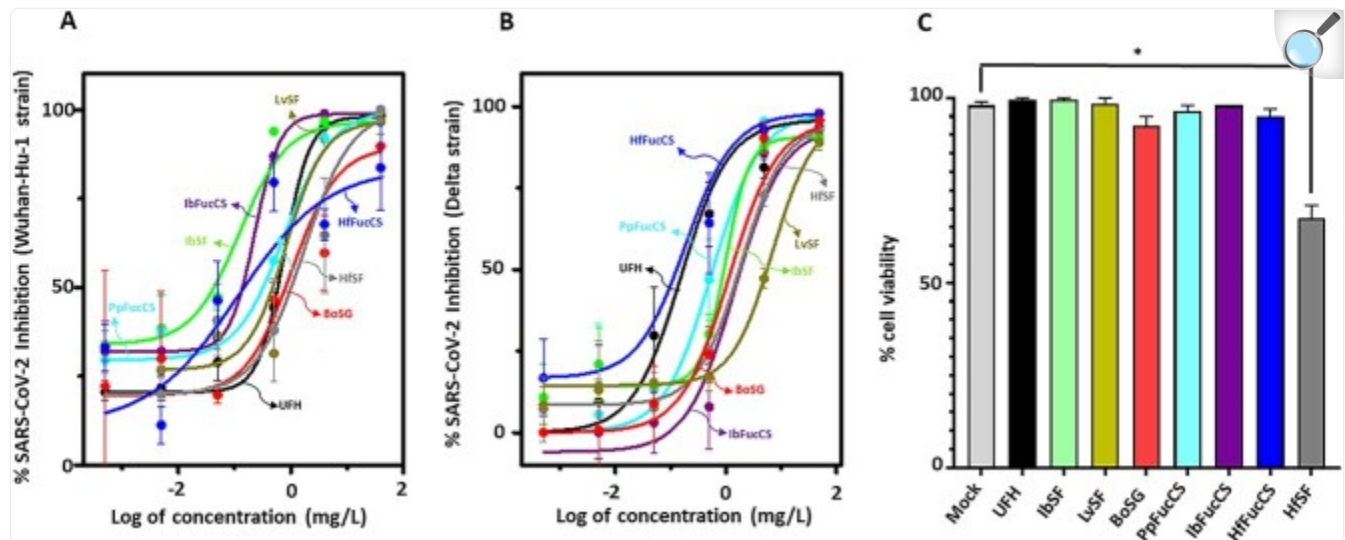 A
% SARS-CoV-2 Inhibition (Wuhan-Hu-1 strain)
100
50
0
LvSF
IbFucCS
IbSF
HfFucCS
PpFucCS
HfSF
BoSG
UFH
-2
0
2
Log of concentration (mg/L)
B
% SARS-CoV-2 Inhibition (Delta strain)
100
50
0
HfFucCS
HfSF
PpFucCS
LvSF
UFH
IbSF
BoSG
IbFucCS
-2
0
2
Log of concentration (mg/L)
C
*
% cell viability
100
50
0
Mock
UFH
IbSF
LvSF
BoSG
PpFucCS
IbFucCS
HfFucCS
HfSF